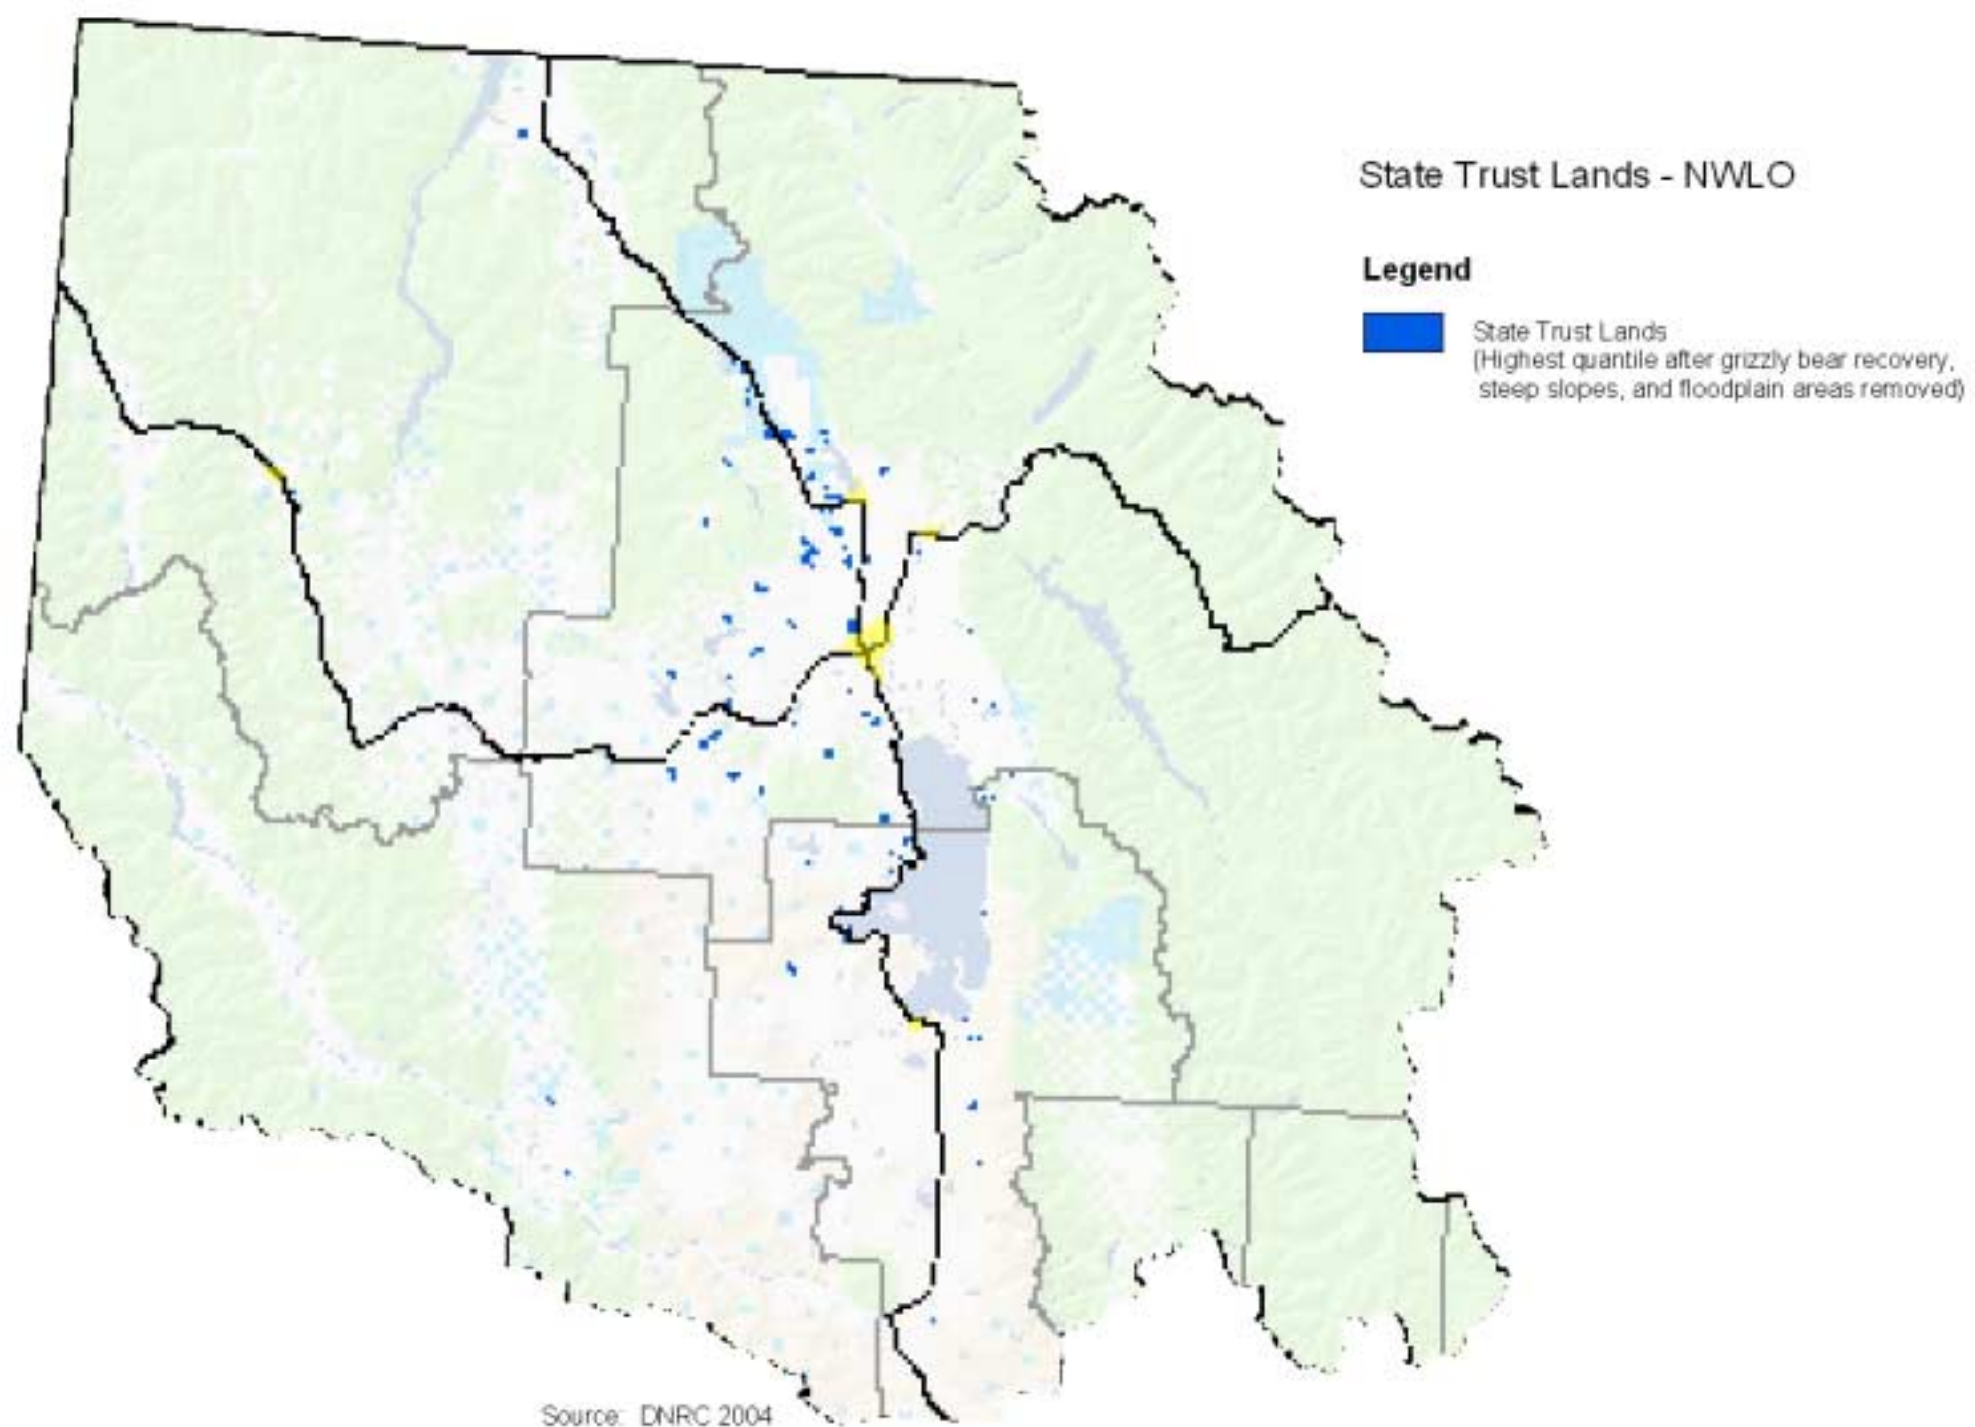 State Trust Lands - NWLO
Legend
State Trust Lands
(Highest quantile after grizzly bear recovery,
steep slopes, and floodplain areas removed)
Source: DNRC 2004